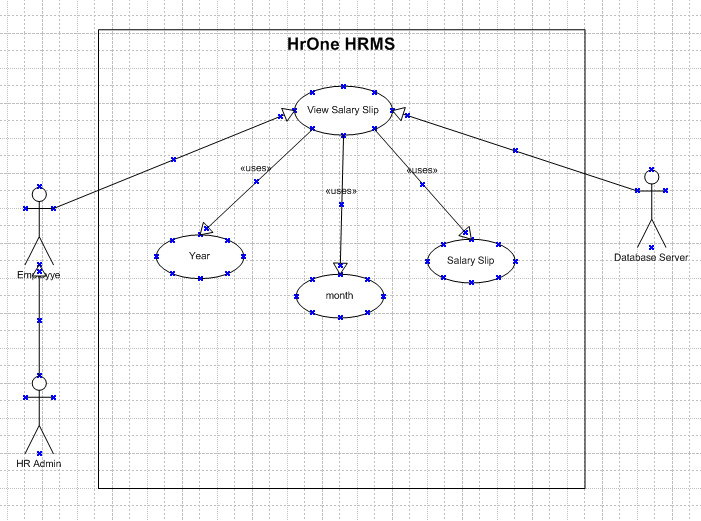 HrOne HRMS
View Salary Slip
«uses»
«uses»
«uses»
Year
month
Salary Slip
Database Server
HR Admin